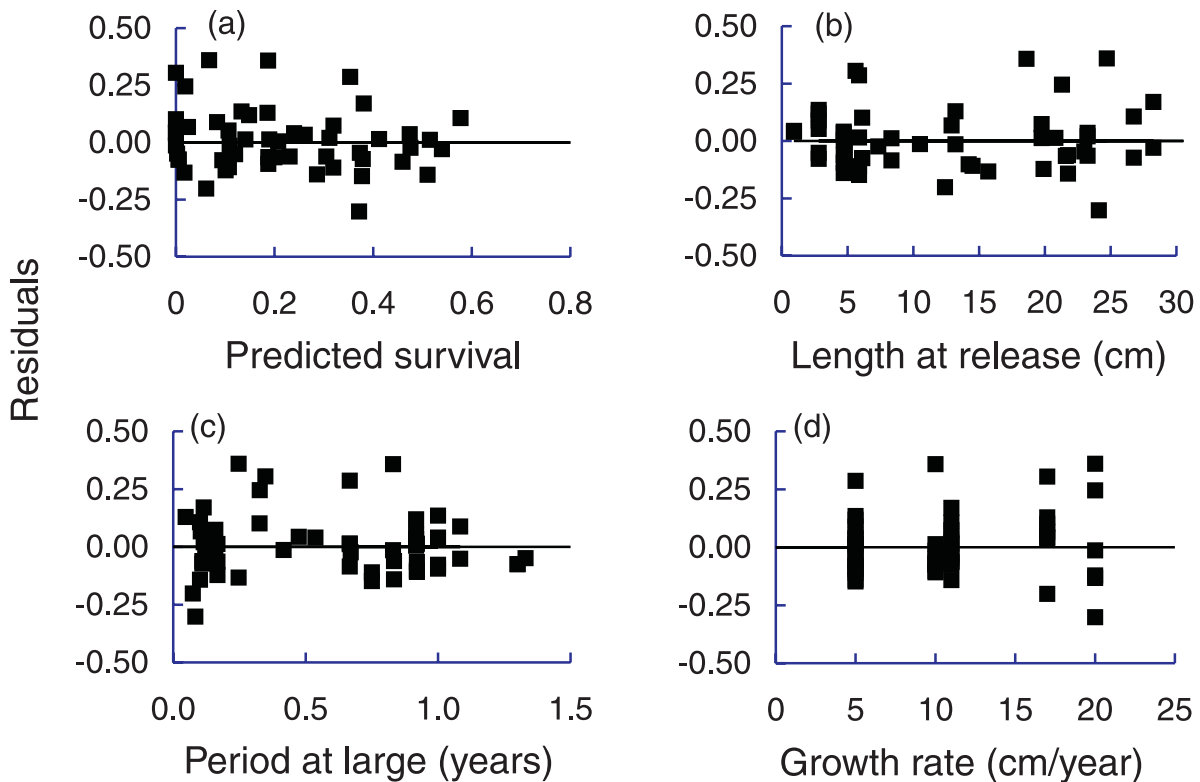 Residuals
(a)
0.50
0.25
0.00
-0.25
-0.50
0 0.2 0.4 0.6 0.8
Predicted survival
(b)
0.50
0.25
0.00
-0.25
-0.50
0 5 10 15 20 25 30
Length at release (cm)
(c)
0.50
0.25
0.00
-0.25
-0.50
0.0 0.5 1.0 1.5
Period at large (years)
(d)
0.50
0.25
0.00
-0.25
-0.50
0 5 10 15 20 25
Growth rate (cm/year)